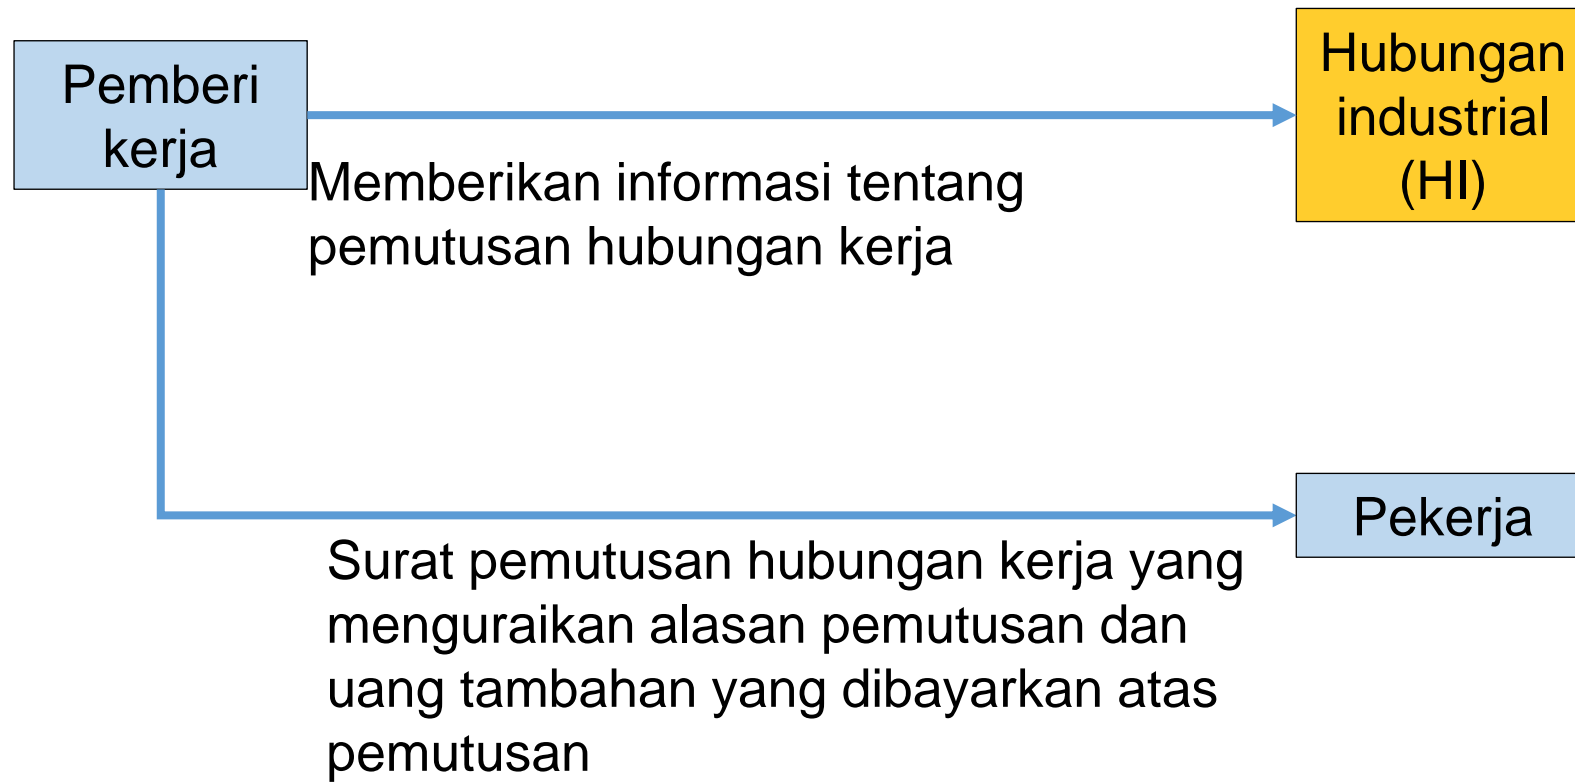 Pemberi
kerja
Hubungan
industrial
(HI)
Memberikan informasi tentang
pemutusan hubungan kerja
Pekerja
Surat pemutusan hubungan kerja yang
menguraikan alasan pemutusan dan
uang tambahan yang dibayarkan atas
pemutusan